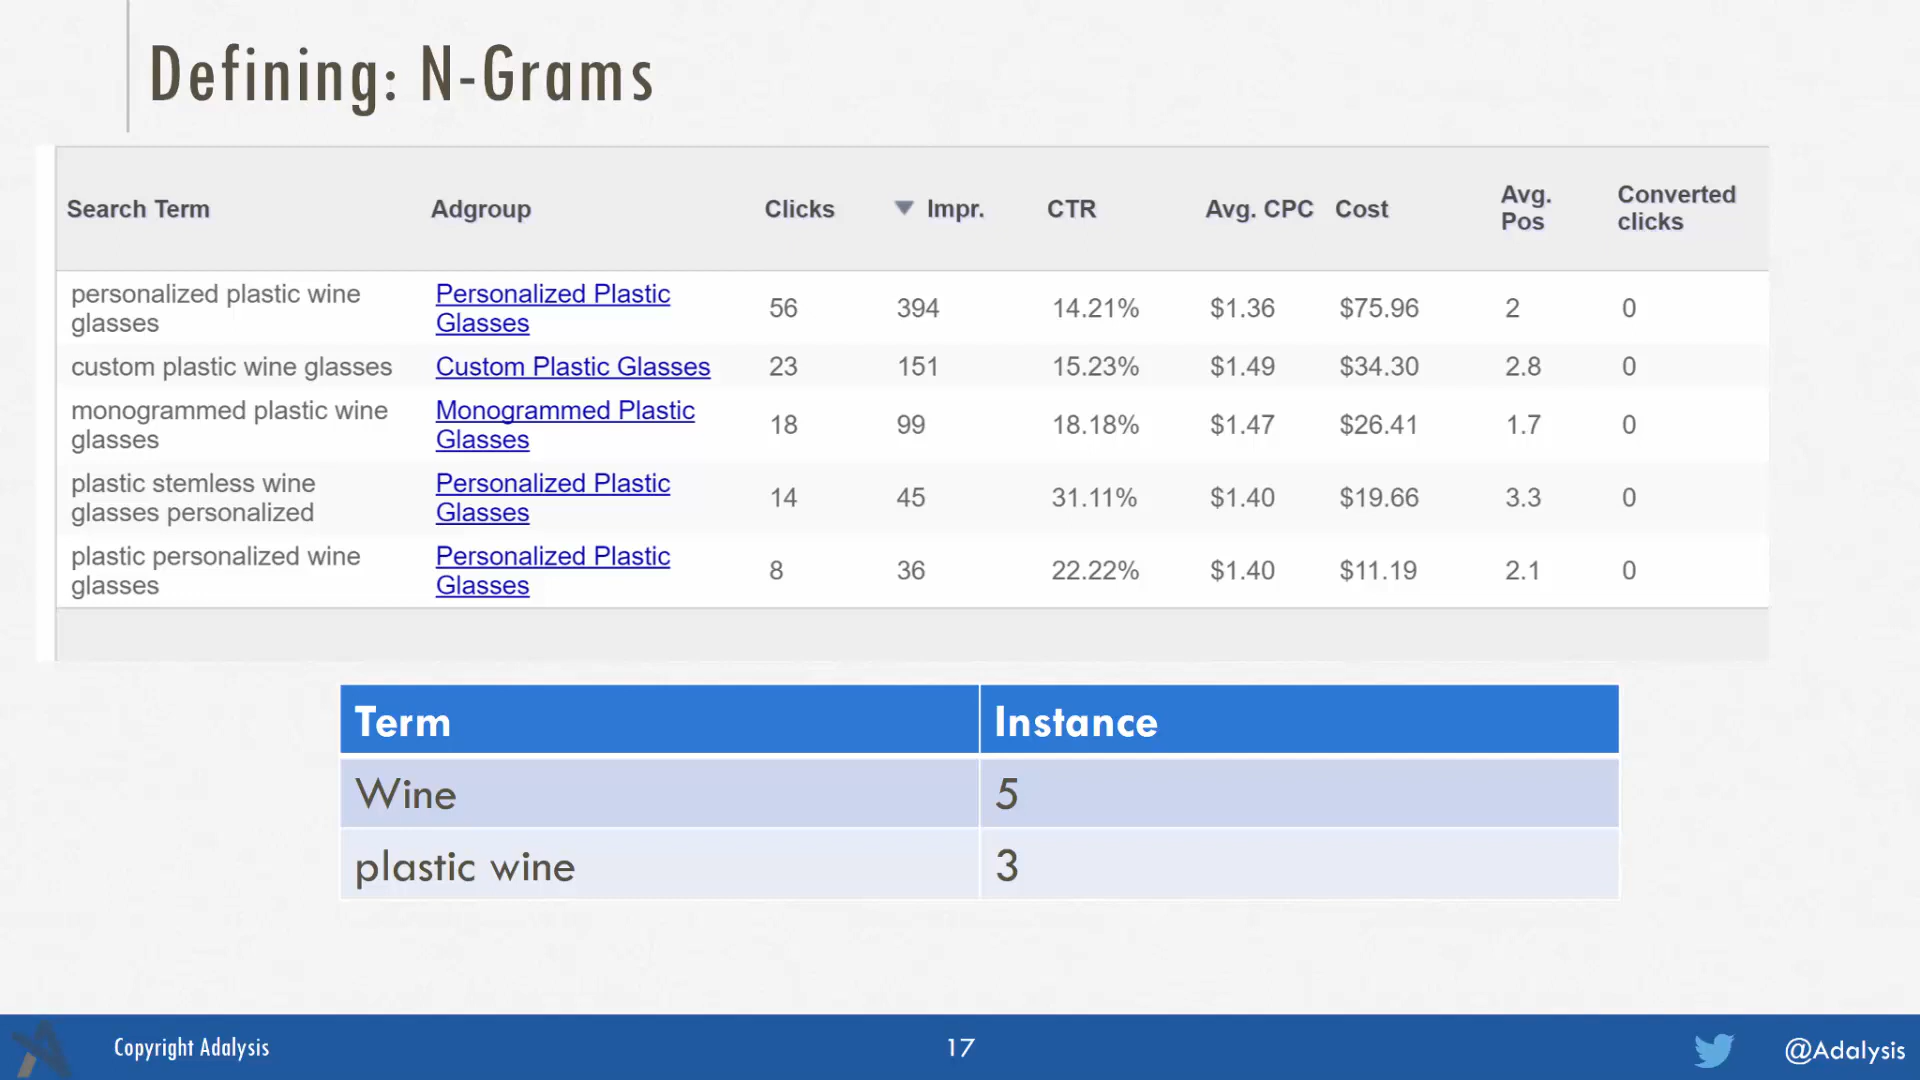 Defining: N-Grams
Search Term Adgroup Clicks Impr. CTR Avg. CPC Cost Avg. Pos Converted clicks
personalized plastic wine glasses Personalized Plastic Glasses 56 394 14.21% $1.36 $75.96 2 0
custom plastic wine glasses Custom Plastic Glasses 23 151 15.23% $1.49 $34.30 2.8 0
monogrammed plastic wine glasses Monogrammed Plastic Glasses 18 99 18.18% $1.47 $26.41 1.7 0
plastic stemless wine glasses personalized Personalized Plastic Glasses 14 45 31.11% $1.40 $19.66 3.3 0
plastic personalized wine glasses Personalized Plastic Glasses 8 36 22.22% $1.40 $11.19 2.1 0
Term Instance
Wine 5
plastic wine 3
Copyright Adalysis 17 @Adalysis